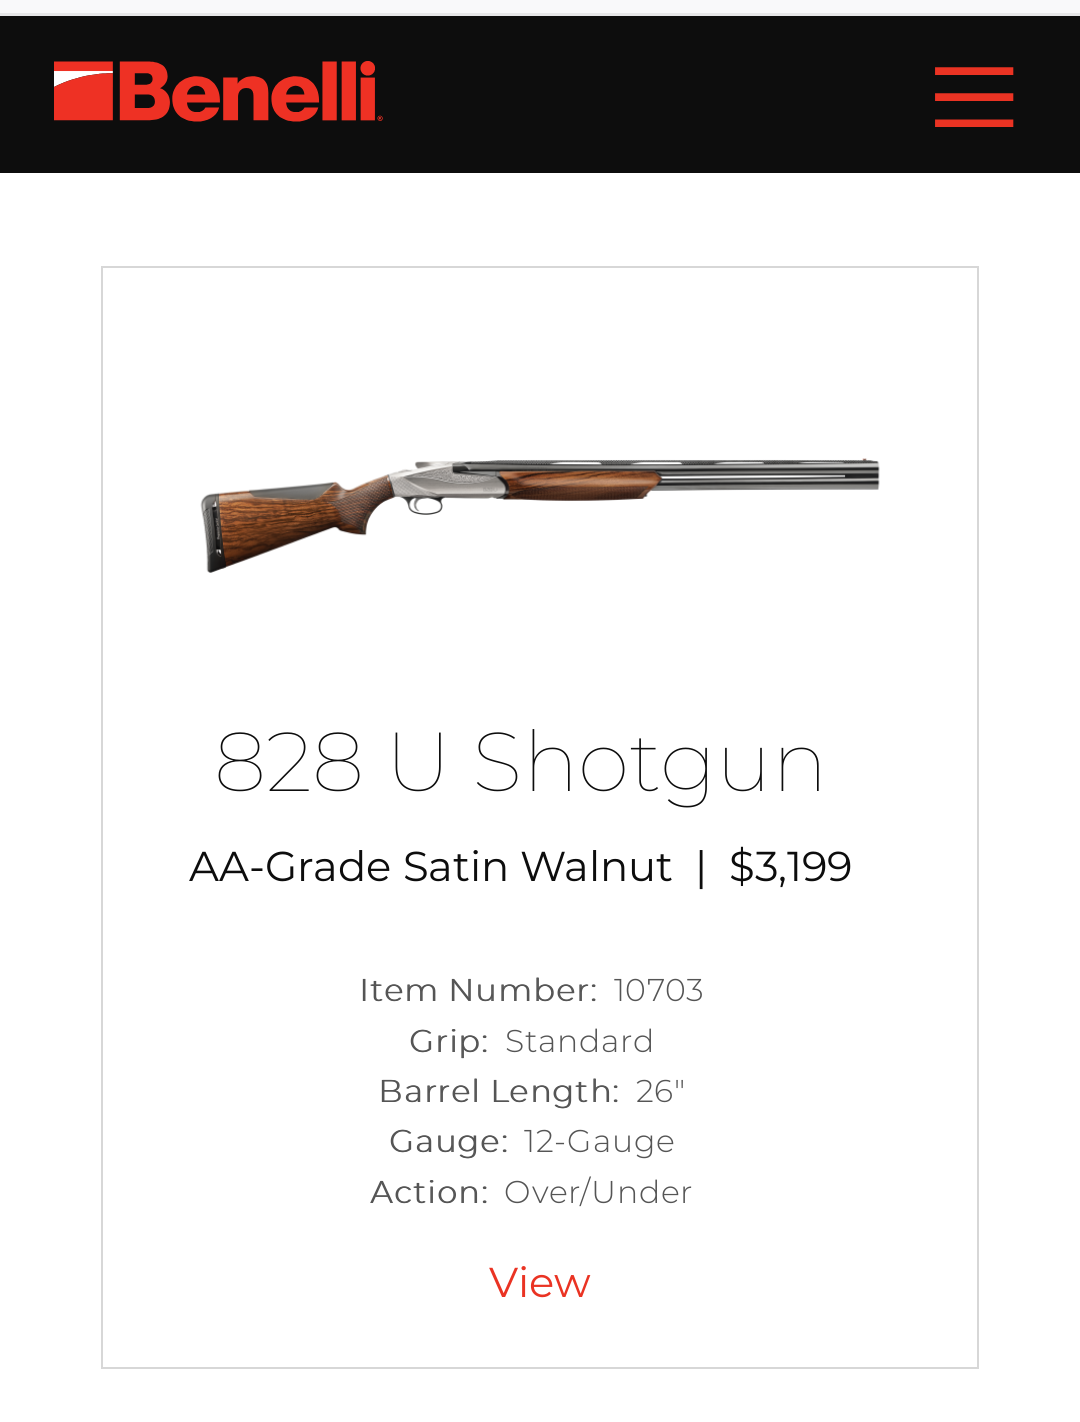 Benelli®
828 U Shotgun
AA-Grade Satin Walnut | $3,199
Item Number: 10703
Grip: Standard
Barrel Length: 26"
Gauge: 12-Gauge
Action: Over/Under
View